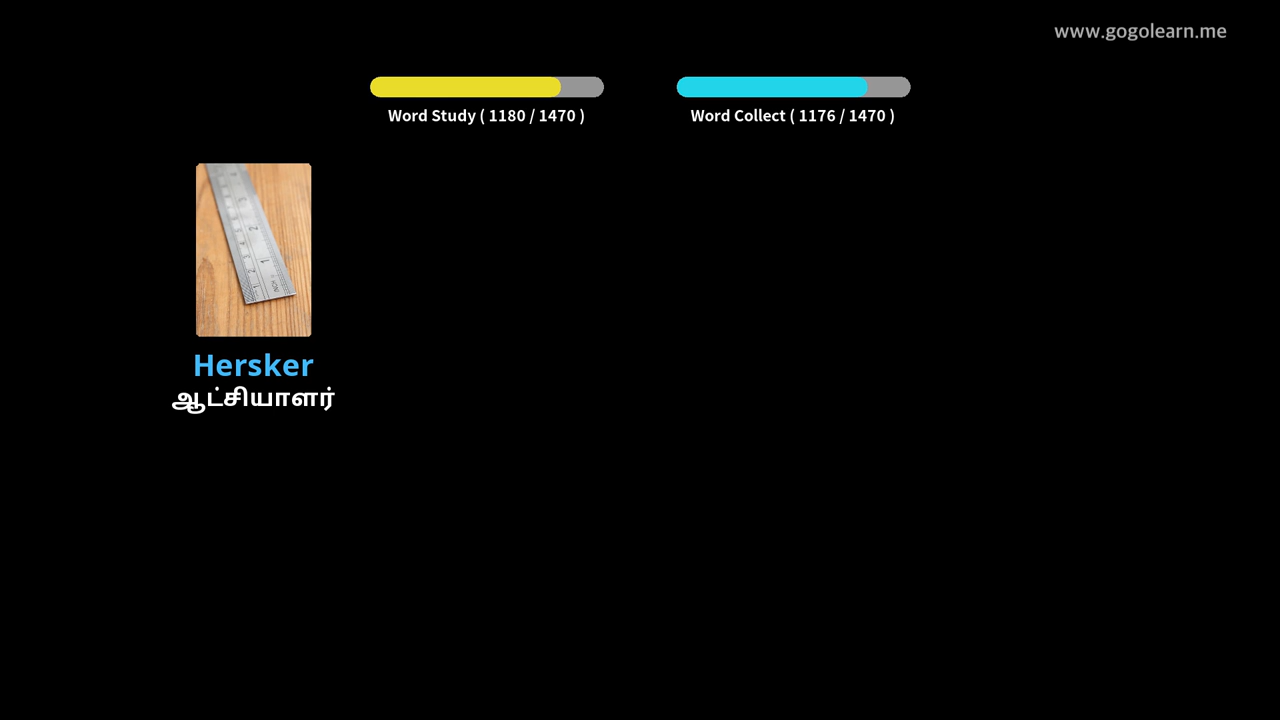 www.gogolearn.me
Word Study ( 1180 / 1470 )
Word Collect ( 1176 / 1470 )
Hersker
ஆட்சியாளர்